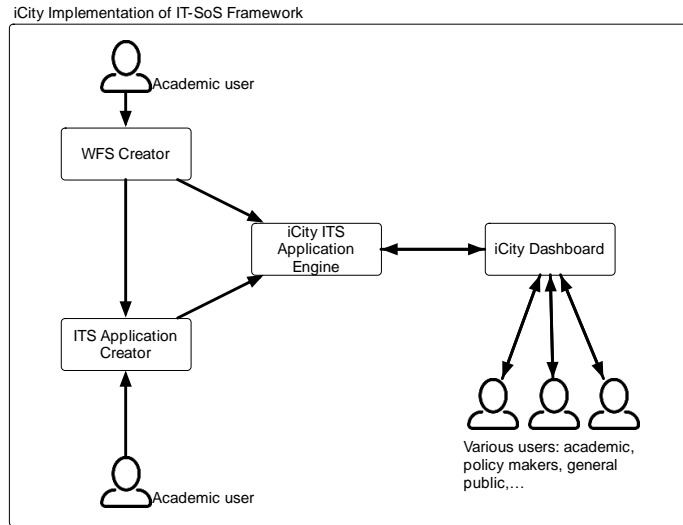 iCity Implementation of IT-SoS Framework
Academic user
WFS Creator
iCity ITS
Application
Engine
iCity Dashboard
ITS Application
Creator
Various users: academic,
policy makers, general
public,...
Academic user